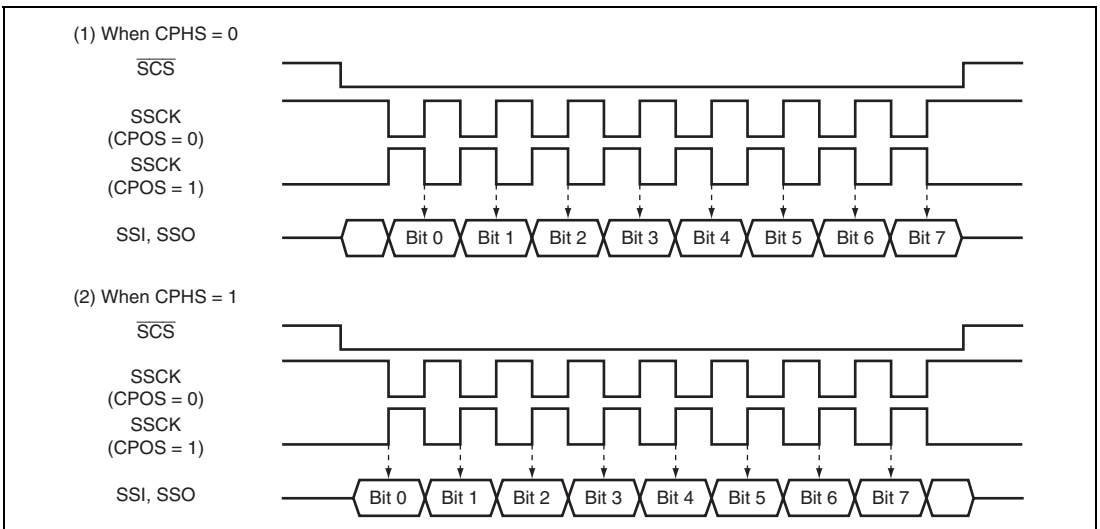 (1) When CPHS = 0
SCS
SSCK
(CPOS = 0)
SSCK
(CPOS = 1)
SSI, SSO
Bit 0 Bit 1 Bit 2 Bit 3 Bit 4 Bit 5 Bit 6 Bit 7
(2) When CPHS = 1
SCS
SSCK
(CPOS = 0)
SSCK
(CPOS = 1)
SSI, SSO
Bit 0 Bit 1 Bit 2 Bit 3 Bit 4 Bit 5 Bit 6 Bit 7